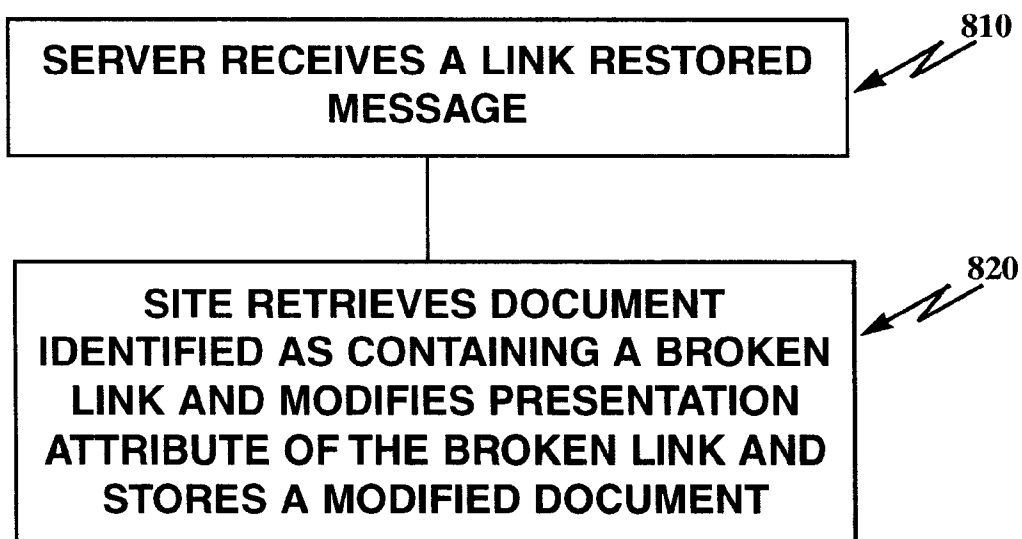 810
SERVER RECEIVES A LINK RESTORED
MESSAGE
820
SITE RETRIEVES DOCUMENT
IDENTIFIED AS CONTAINING A BROKEN
LINK AND MODIFIES PRESENTATION
ATTRIBUTE OF THE BROKEN LINK AND
STORES A MODIFIED DOCUMENT